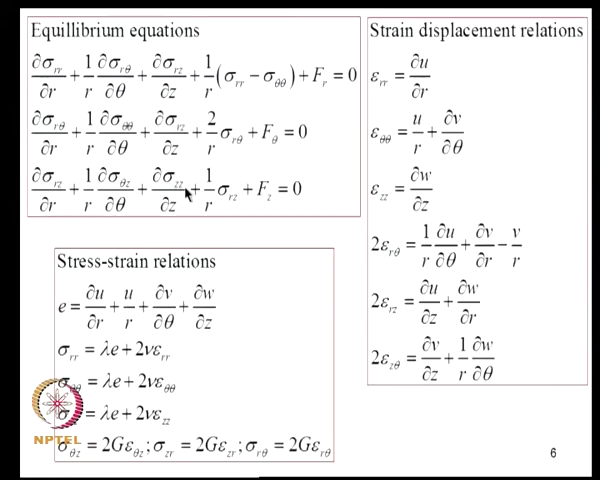 Equillibrium equations
∂σ_rr/∂r + 1/r ∂σ_rθ/∂θ + ∂σ_rz/∂z + 1/r (σ_rr − σ_θθ) + F_r = 0
∂σ_rθ/∂r + 1/r ∂σ_θθ/∂θ + ∂σ_rz/∂z + 2/r σ_rθ + F_θ = 0
∂σ_rz/∂r + 1/r ∂σ_θz/∂θ + ∂σ_zz/∂z + 1/r σ_rz + F_z = 0
Stress-strain relations
e = ∂u/∂r + u/r + ∂v/∂θ + ∂w/∂z
σ_rr = λe + 2νε_rr
σ_θθ = λe + 2νε_θθ
σ = λe + 2νε_zz
σ_θz = 2Gε_θz; σ_zr = 2Gε_zr; σ_rθ = 2Gε_rθ
NPTEL
Strain displacement relations
ε_rr = ∂u/∂r
ε_θθ = u/r + ∂v/∂θ
ε_zz = ∂w/∂z
2ε_rθ = 1/r ∂u/∂θ + ∂v/∂r − v/r
2ε_rz = ∂u/∂z + ∂w/∂r
2ε_zθ = ∂v/∂z + 1/r ∂w/∂θ
6